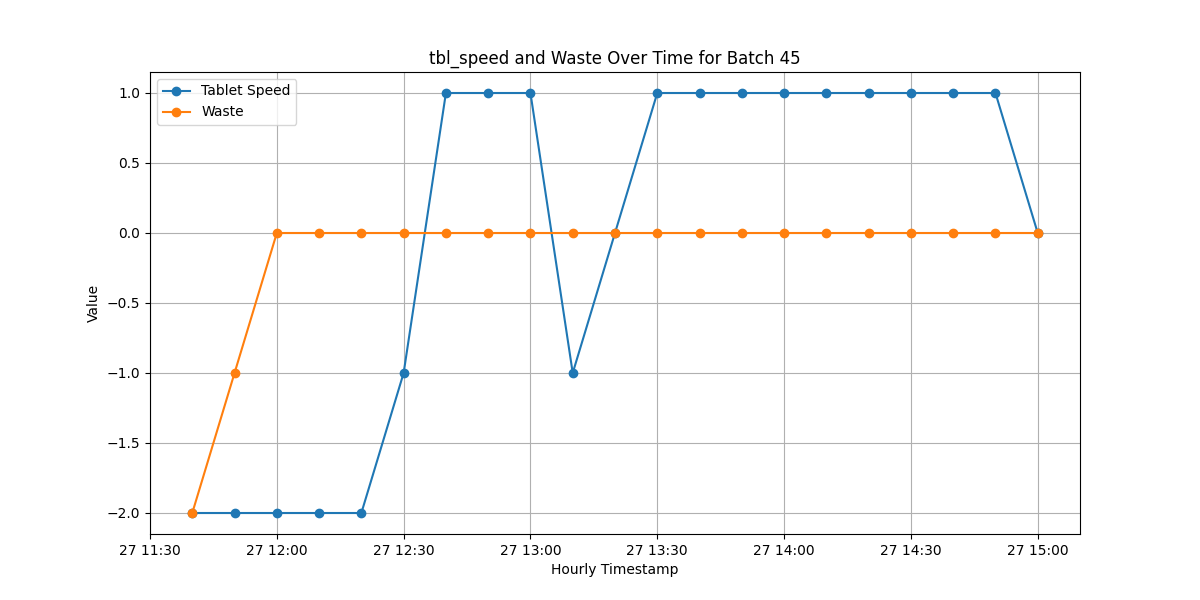 tbl_speed and Waste Over Time for Batch 45
Tablet Speed
Waste
1.0
0.5
0.0
−0.5
−1.0
−1.5
−2.0
Value
27 11:30 27 12:00 27 12:30 27 13:00 27 13:30 27 14:00 27 14:30 27 15:00
Hourly Timestamp